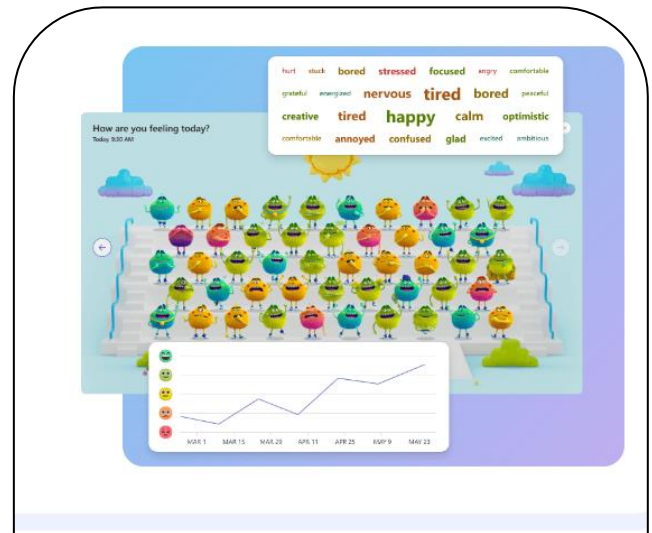 hurt stuck bored stressed focused angry comfortable
grateful energized nervous tired bored peaceful
creative tired happy calm optimistic
comfortable annoyed confused glad excited ambitious
How are you feeling today?
Today, 9:30 AM
MAR 1 MAR 15 MAR 28 APR 11 APR 25 MAY 9 MAY 23